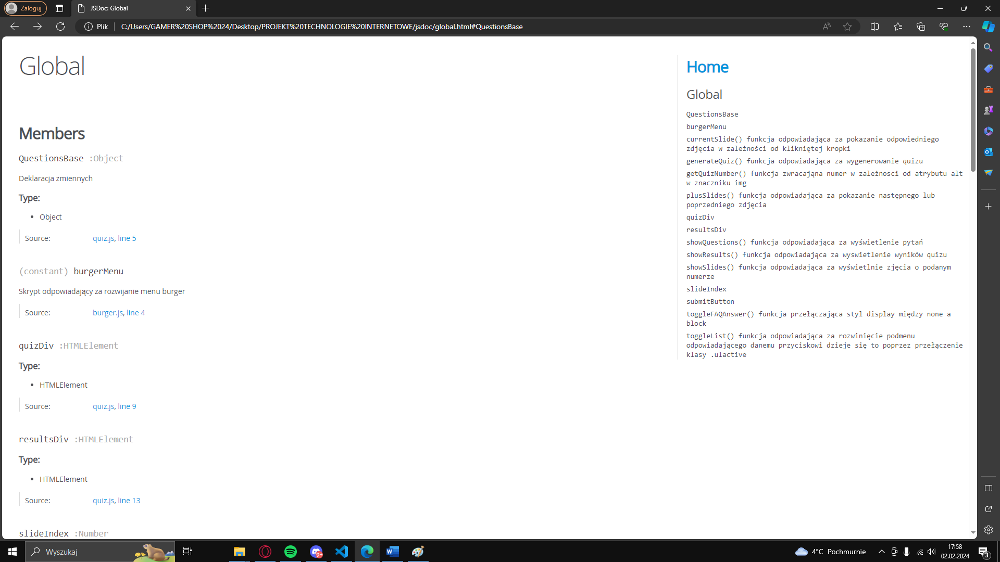 Zaloguj
JSDoc: Global
Plik
C:/Users/GAMER%20SHOP%2024/Desktop/PROJEKT%20TECHNOLOGIE%20INTERNETOWE/jsdoc/global.html#QuestionsBase
Global
Members
QuestionsBase :Object
Deklaracja zmiennych
Type:
• Object
Source: quiz.js, line 5
(constant) burgerMenu
Skrypt odpowiadający za rozwijanie menu burger
Source: burger.js, line 4
quizDiv :HTMLElement
Type:
• HTMLElement
Source: quiz.js, line 9
resultsDiv :HTMLElement
Type:
• HTMLElement
Source: quiz.js, line 13
slideIndex :Number
Home
Global
QuestionsBase
burgerMenu
currentSlide() funkcja odpowiadająca za pokazanie odpowiedniego
zdjęcia w zależności od klikniętej kropki
generateQuiz() funkcja odpowiadająca za wygenerowanie quizu
getQuizNumber() funkcja zwracająna numer w zależnosci od atrybutu alt
w znaczniku img
plusSlides() funkcja odpowiadająca za pokazanie następnego lub
poprzedniego zdjęcia
quizDiv
resultsDiv
showQuestions() funkcja odpowiadająca za wyświetlenie pytań
showResults() funkcja odpowiadająca za wyswietlenie wyników quizu
showSlides() funkcja odpowiadająca za wyświetlnie zjęcia o podanym
numerze
slideIndex
submitButton
toggleFAQAnswer() funkcja przełączająca styl display między none a
block
toggleList() funkcja odpowiadająca za rozwinięcie podmenu
odpowiadającego danemu przyciskowi dzieje się to poprzez przełączenie
klasy .ulactive
Wyszukaj
9+
4°C Pochmurnie
17:58
02.02.2024
3